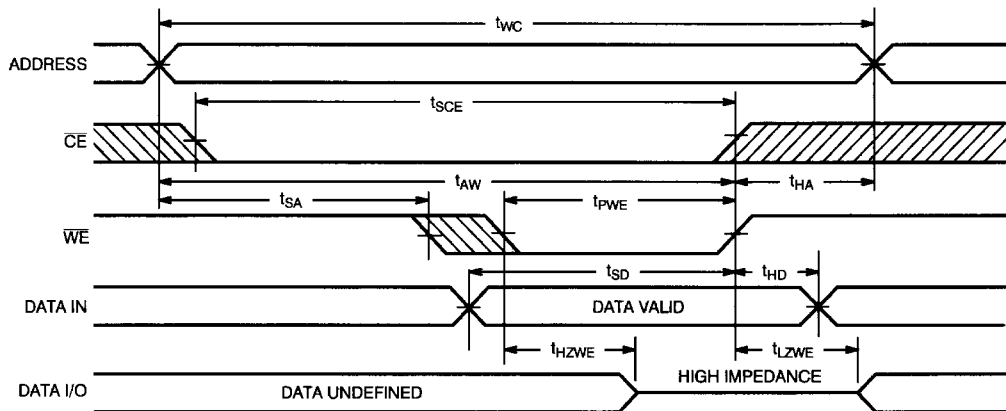 tWC
ADDRESS
tSCE
CE
tAW
tHA
tSA
tPWE
WE
tSD
tHD
DATA IN
DATA VALID
tHZWE
tLZWE
HIGH IMPEDANCE
DATA I/O
DATA UNDEFINED